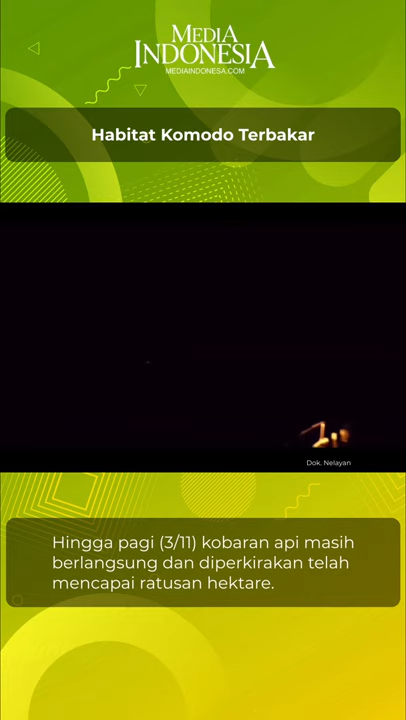 MEDIA
INDONESIA
MEDIAINDONESA.COM
Habitat Komodo Terbakar
Dok. Nelayan
Hingga pagi (3/11) kobaran api masih
berlangsung dan diperkirakan telah
mencapai ratusan hektare.